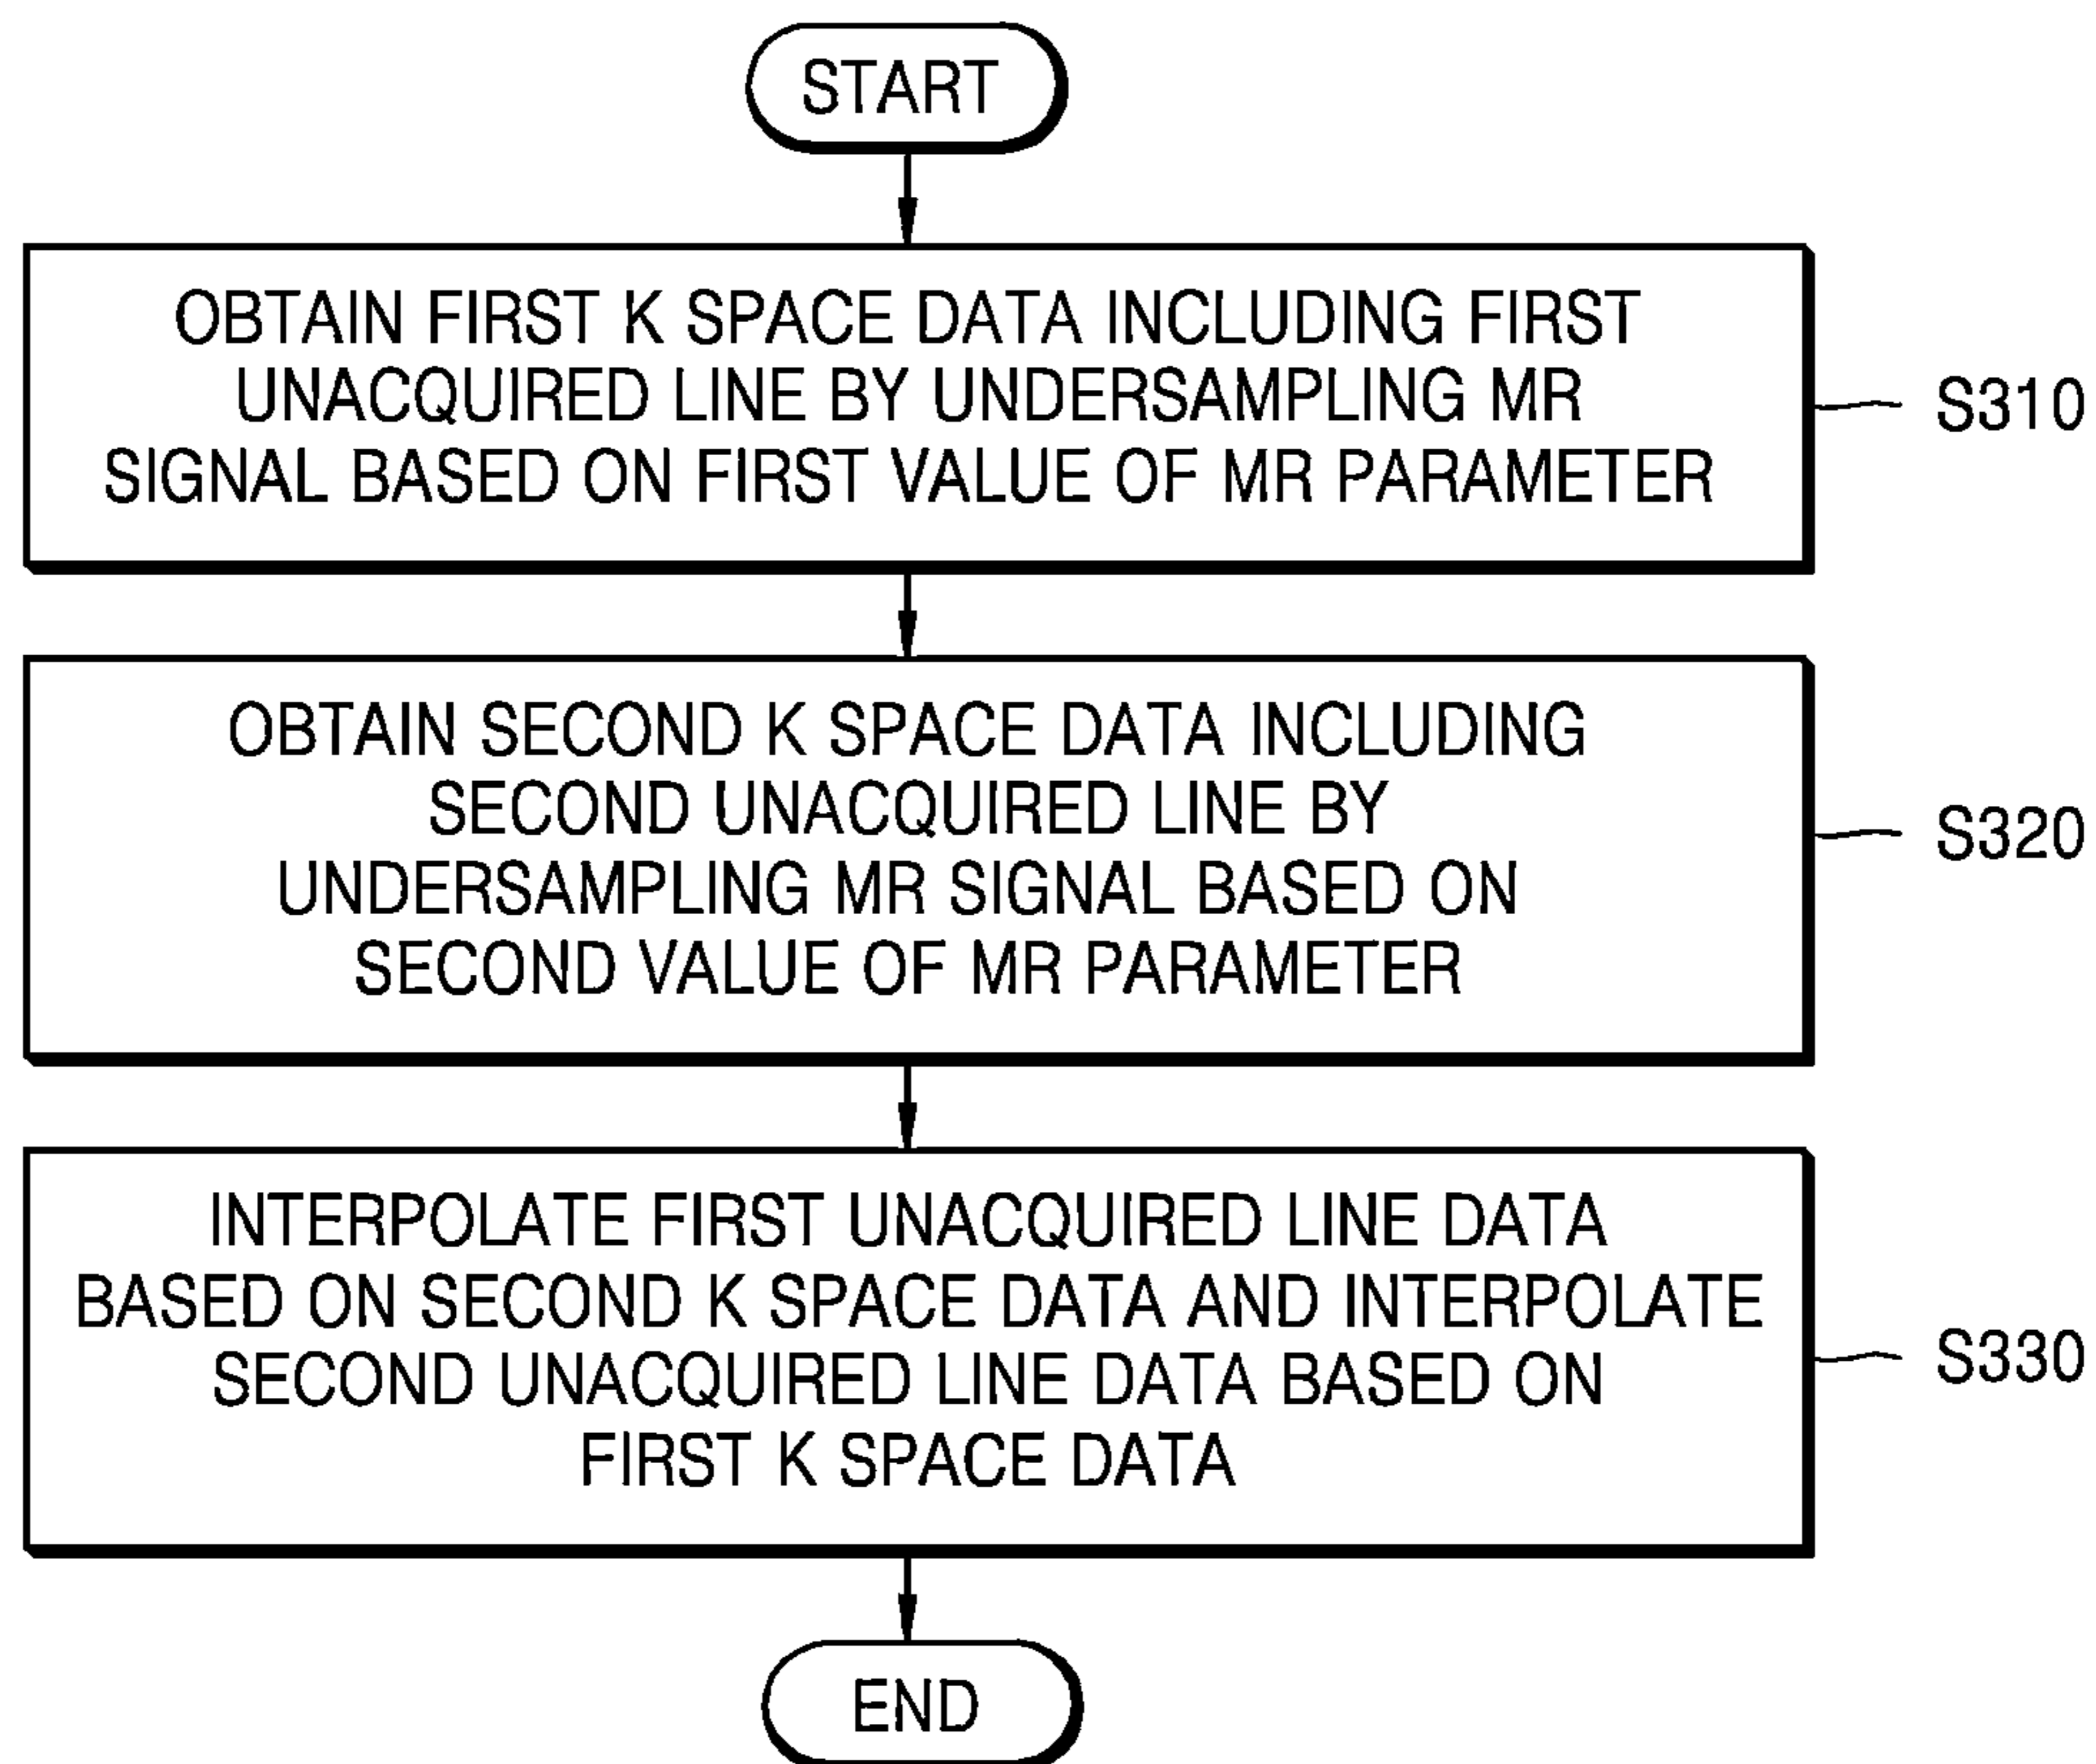 START
OBTAIN FIRST K SPACE DATA INCLUDING FIRST
UNACQUIRED LINE BY UNDERSAMPLING MR
SIGNAL BASED ON FIRST VALUE OF MR PARAMETER
S310
OBTAIN SECOND K SPACE DATA INCLUDING
SECOND UNACQUIRED LINE BY
UNDERSAMPLING MR SIGNAL BASED ON
SECOND VALUE OF MR PARAMETER
S320
INTERPOLATE FIRST UNACQUIRED LINE DATA
BASED ON SECOND K SPACE DATA AND INTERPOLATE
SECOND UNACQUIRED LINE DATA BASED ON
FIRST K SPACE DATA
S330
END